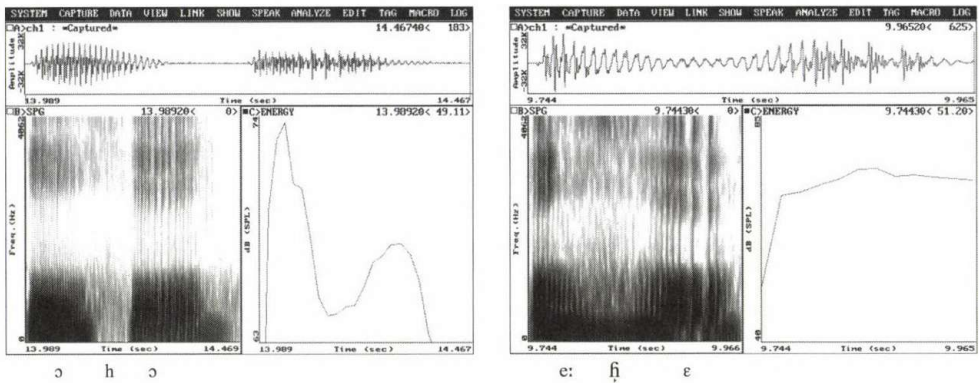 SYSTEM CAPTURE DATA VIEW LINK SHOW SPEAK ANALYZE EDIT TAG MACRO LOG
A>ch1 : =Captured= 14.46740< 183>
Amplitude
32K
-32K
13.989 Time (sec) 14.467
B>SPG 13.98920< 0>
C>ENERGY 13.98920< 49.11>
4862
Freq.(Hz)
0
74
dB (SPL)
63
13.989 Time (sec) 14.469
13.989 Time (sec) 14.467
ɔ h ɔ
SYSTEM CAPTURE DATA VIEW LINK SHOW SPEAK ANALYZE EDIT TAG MACRO LOG
A>ch1 : =Captured= 9.96520< 625>
Amplitude
32K
-32K
9.744 Time (sec) 9.965
B>SPG 9.74430< 0>
C>ENERGY 9.74430< 51.20>
4862
Freq.(Hz)
0
85
dB (SPL)
40
9.744 Time (sec) 9.966
9.744 Time (sec) 9.965
e: ɦ̣ ɛ